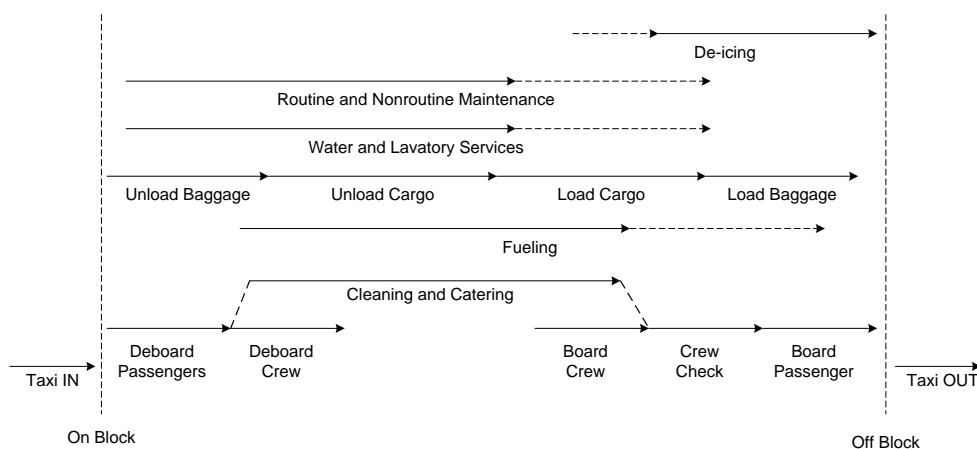 De-icing
Routine and Nonroutine Maintenance
Water and Lavatory Services
Unload Baggage
Unload Cargo
Load Cargo
Load Baggage
Fueling
Cleaning and Catering
Deboard
Passengers
Deboard
Crew
Board
Crew
Crew
Check
Board
Passenger
Taxi IN
Taxi OUT
On Block
Off Block